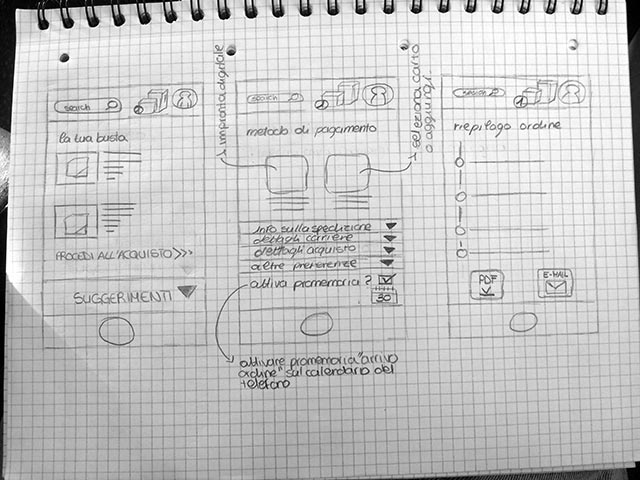 search
la tua busta
PROCEDI ALL'ACQUISTO >>>
SUGGERIMENTI
impronta digitale
search
2
metodo di pagamento
seleziona carta
o aggiungi.
info sulla spedizione
dettagli corriere
dettagli acquisto
altre preferenze
attiva promemoria?
30
attivare promemoria "arrivo
ordine" sul calendario del
telefono
search
1
riepilogo ordine
PDF
E-MAIL